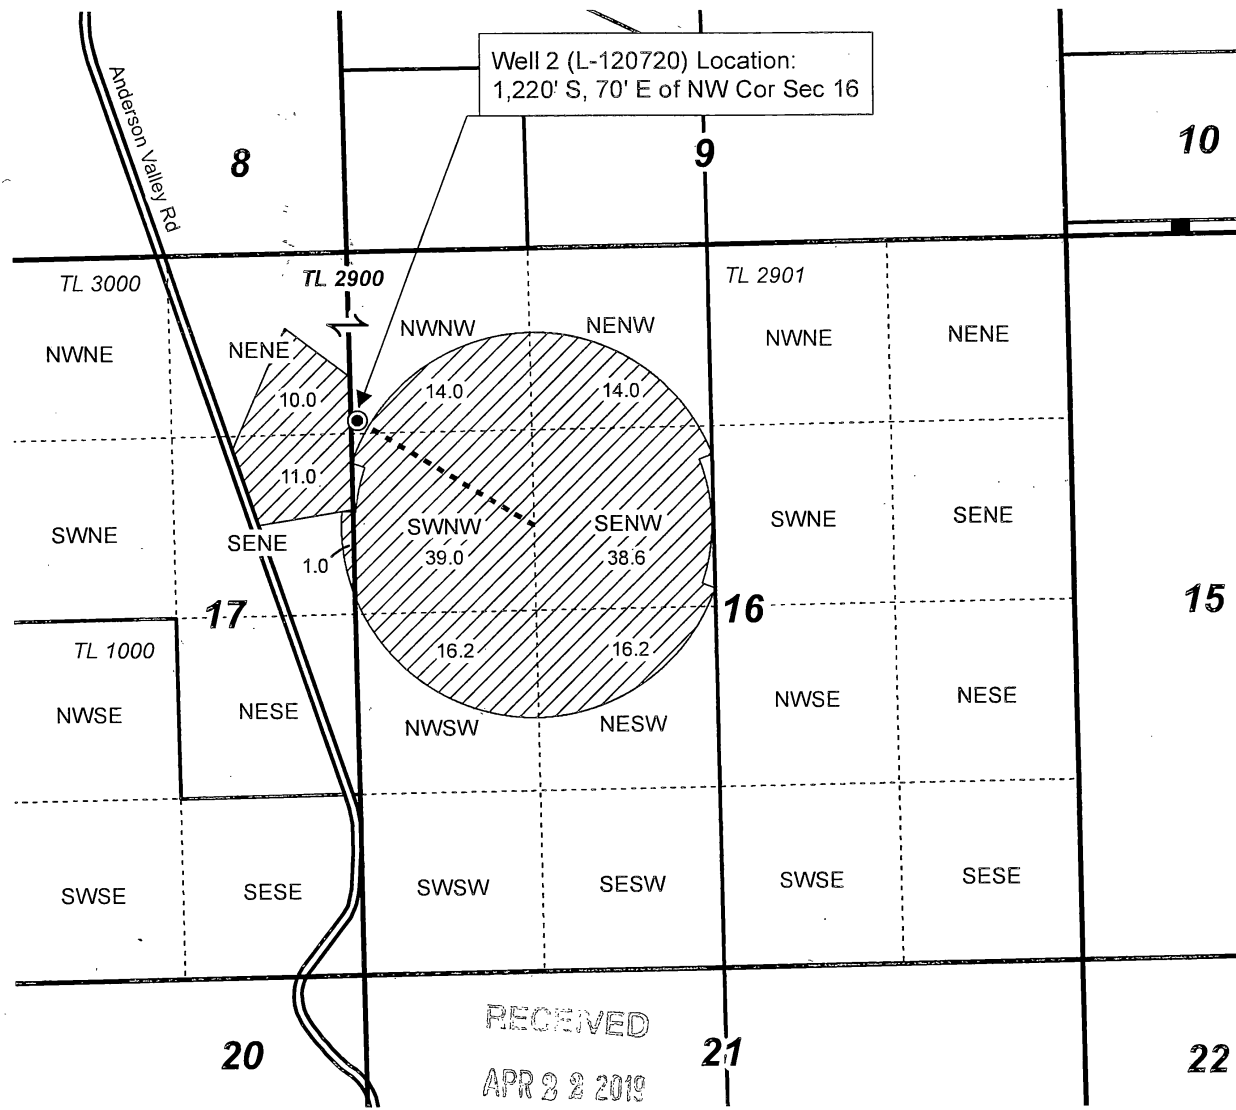 Well 2 (L-120720) Location:
1,220' S, 70' E of NW Cor Sec 16
Anderson Valley Rd
8
9
10
TL 3000
TL 2900
TL 2901
NWNE
NENE
NWNW
NENW
NWNE
NENE
10.0
14.0
14.0
11.0
SWNE
SENE
SWNW
SENW
SWNE
SENE
1.0
39.0
38.6
17
16
15
TL 1000
16.2
16.2
NWSE
NESE
NWSW
NESW
NWSE
NESE
SWSE
SESE
SWSW
SESW
SWSE
SESE
RECEIVED
20
21
22
APR 22 2019